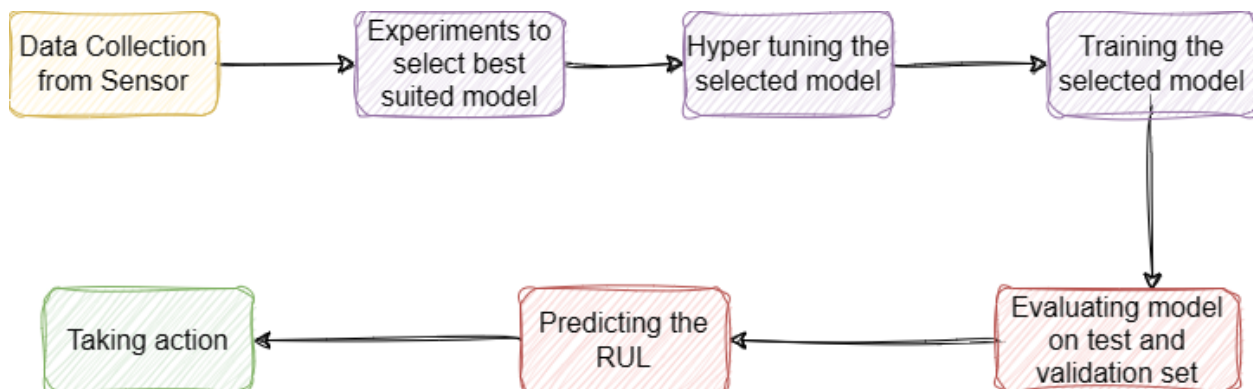 Data Collection
from Sensor
Experiments to
select best
suited model
Hyper tuning the
selected model
Training the
selected model
Evaluating model
on test and
validation set
Predicting the
RUL
Taking action